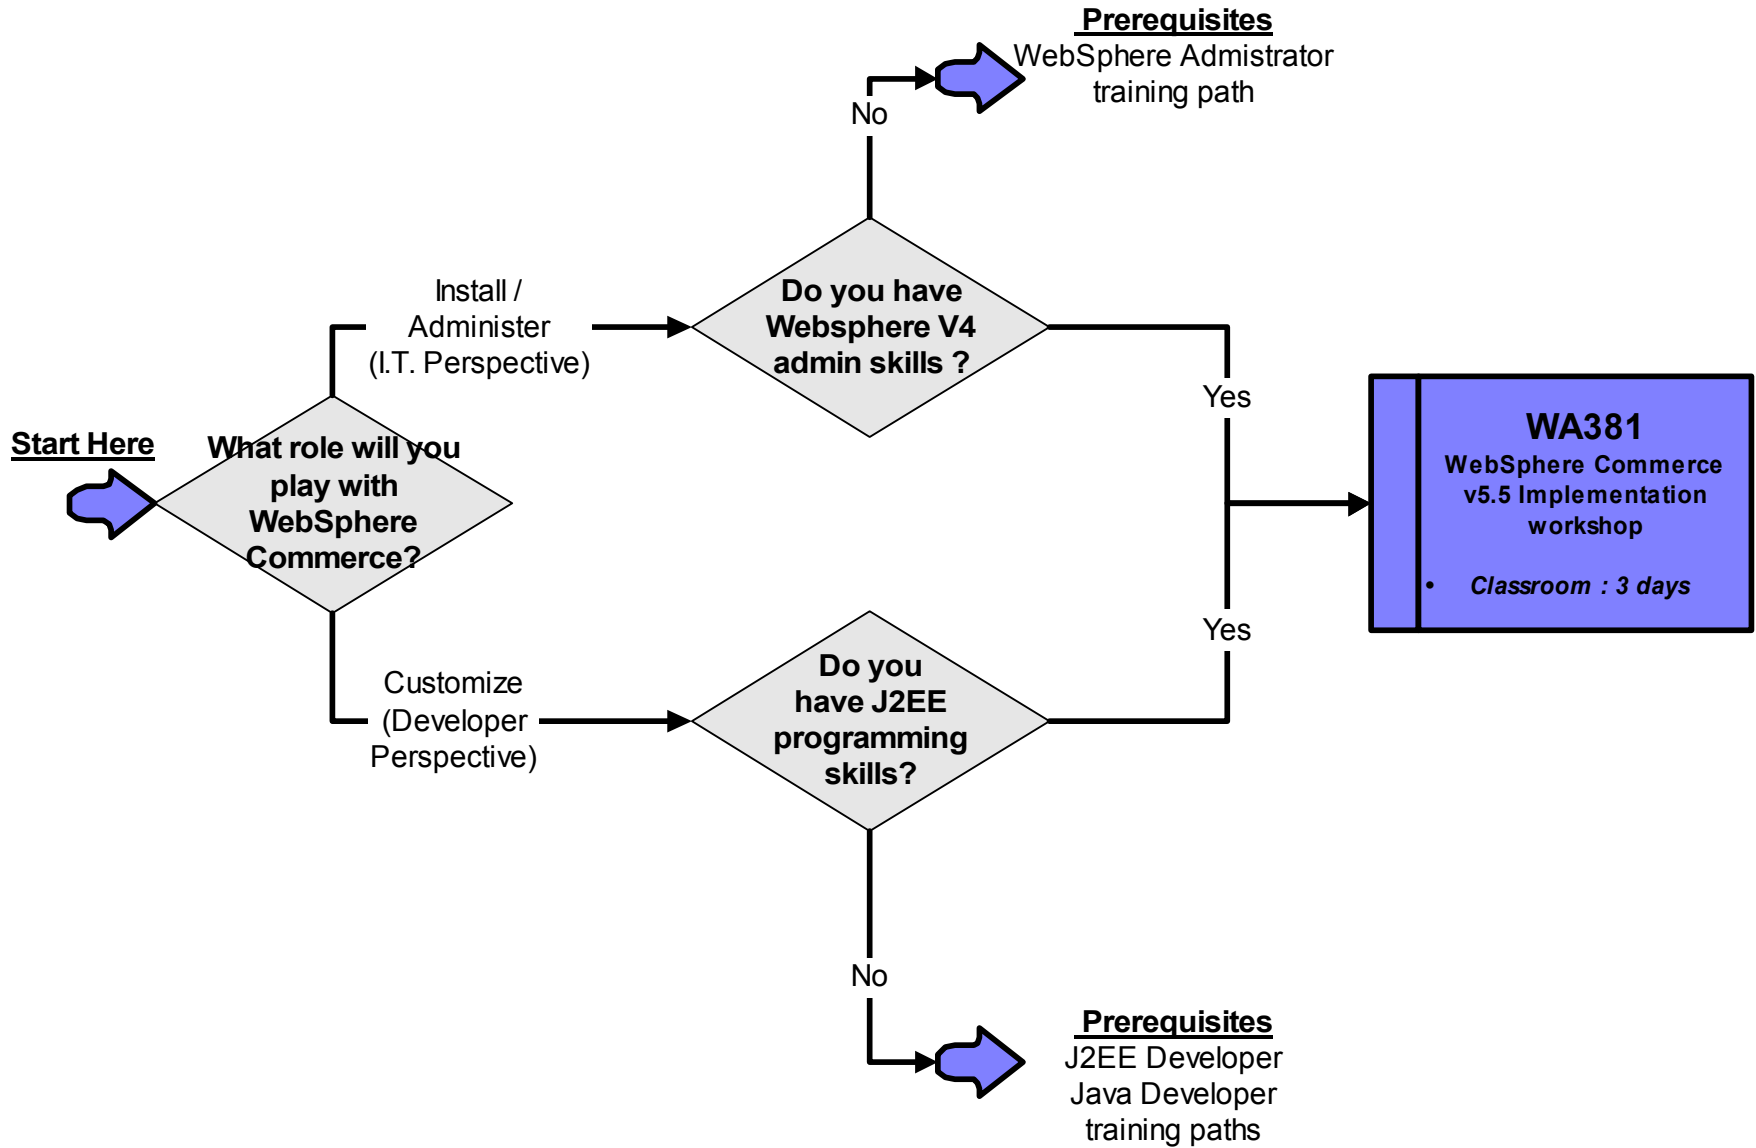 Prerequisites
WebSphere Admistrator
training path
No
Install /
Administer
(I.T. Perspective)
Do you have
Websphere V4
admin skills ?
Yes
Start Here
What role will you
play with
WebSphere
Commerce?
WA381
WebSphere Commerce
v5.5 Implementation
workshop
• Classroom : 3 days
Customize
(Developer
Perspective)
Do you
have J2EE
programming
skills?
Yes
No
Prerequisites
J2EE Developer
Java Developer
training paths